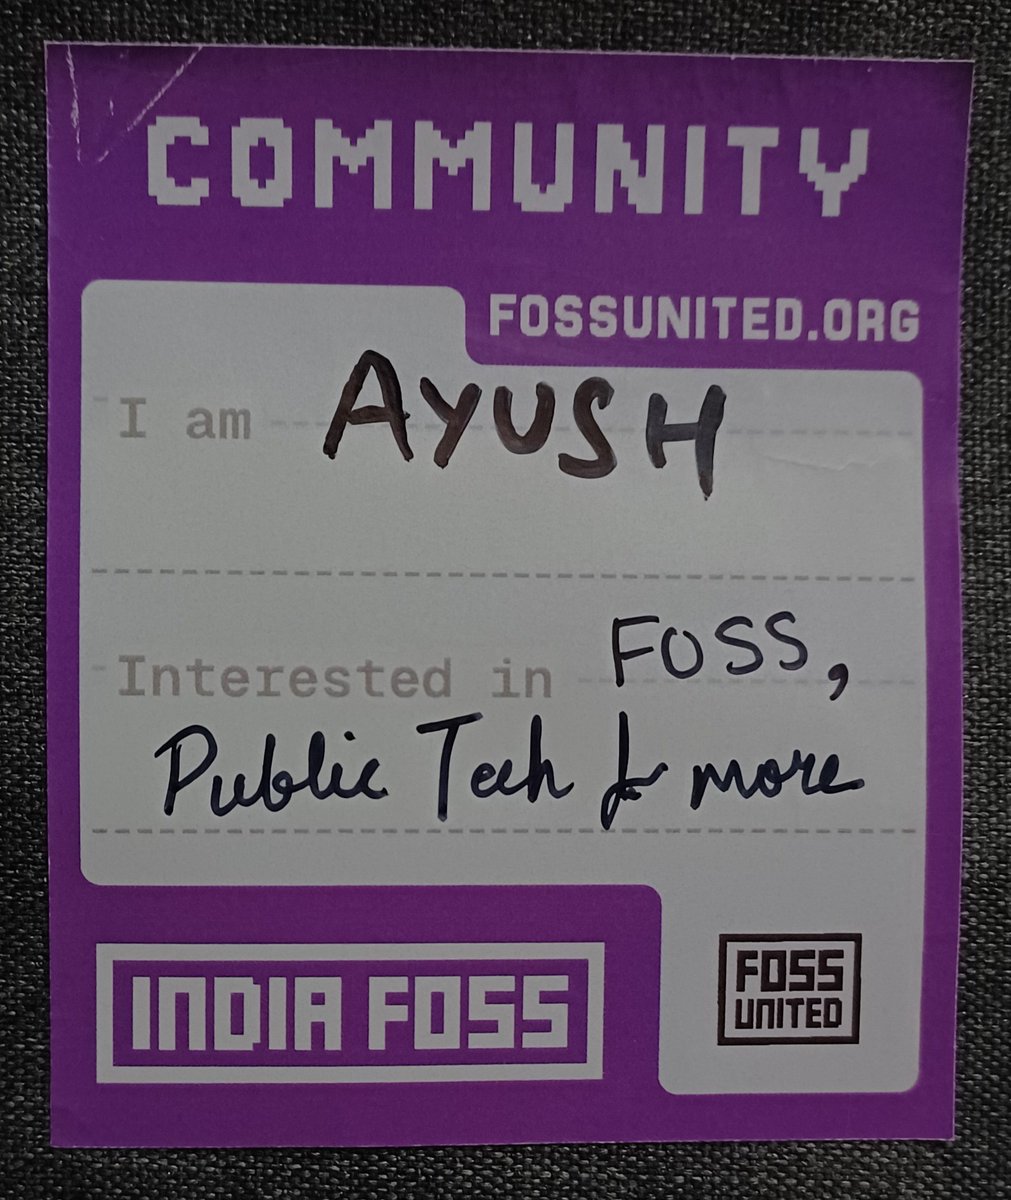 COMMUNITY
FOSSUNITED.ORG
I am AYUSH
Interested in FOSS,
Public Tech & more
INDIA FOSS
FOSS
UNITED